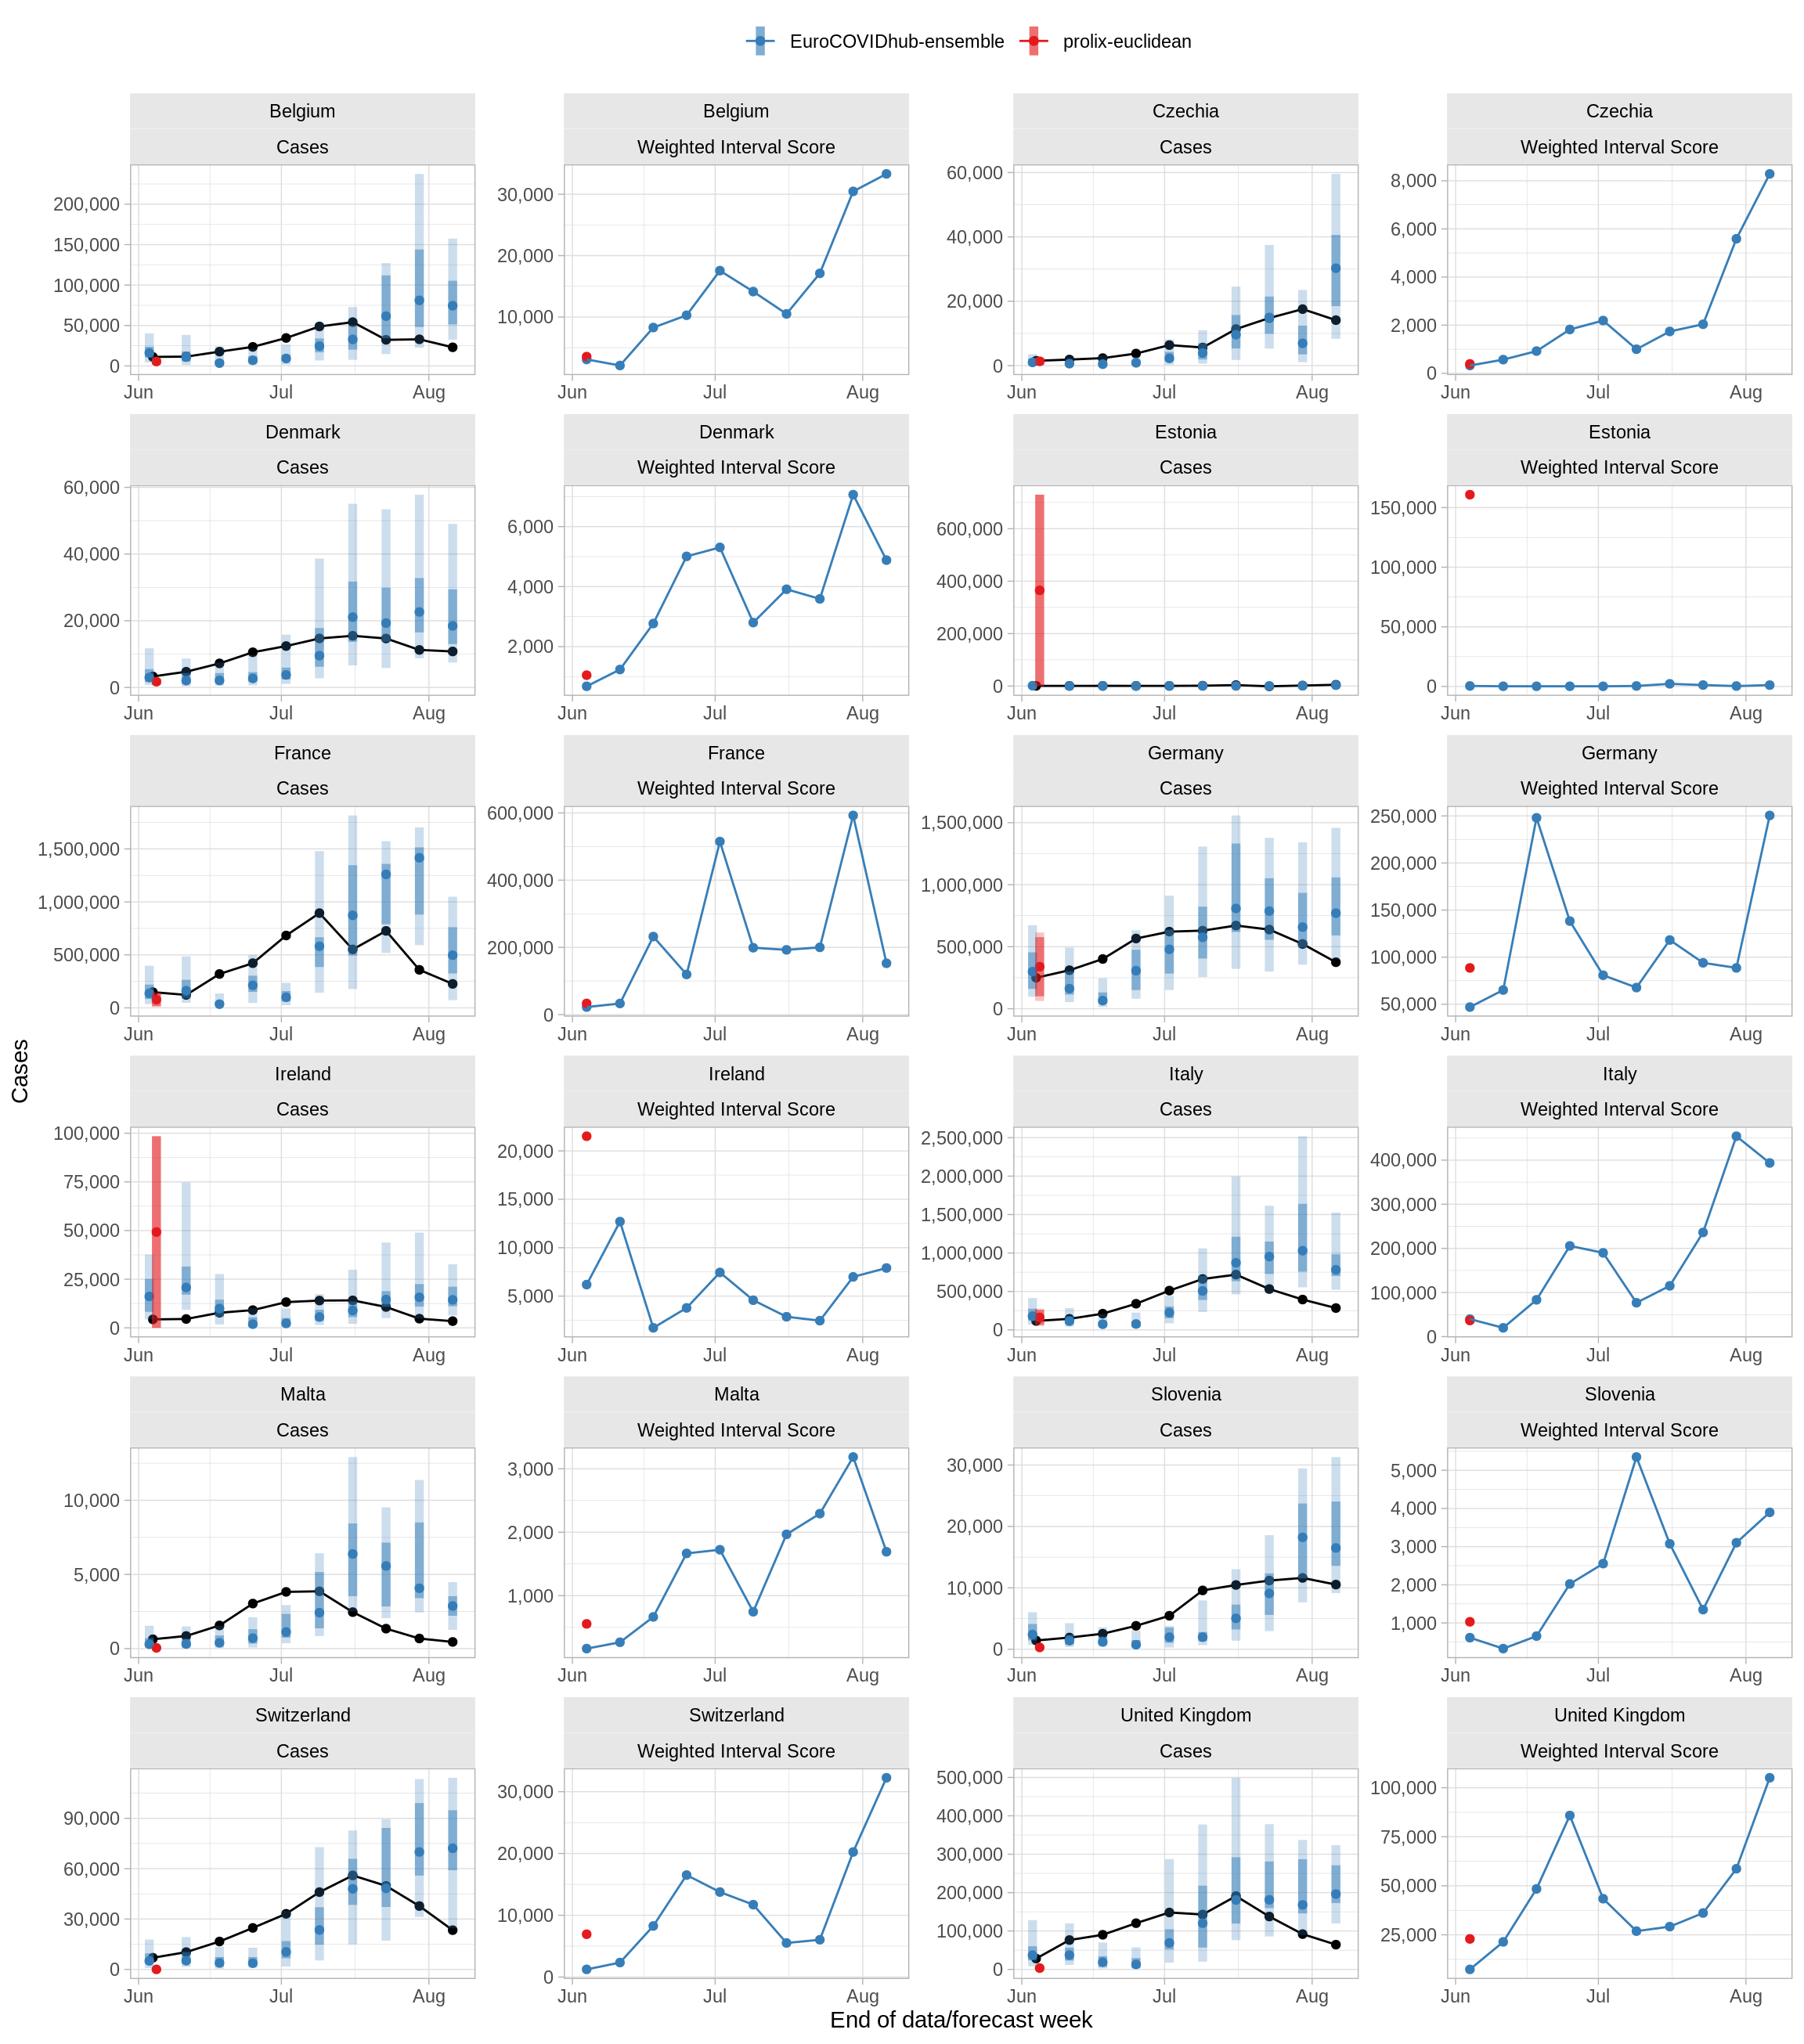 EuroCOVIDhub-ensemble prolix-euclidean
Belgium Belgium Czechia Czechia
Cases Weighted Interval Score Cases Weighted Interval Score
200,000 150,000 100,000 50,000 0
30,000 20,000 10,000
60,000 40,000 20,000 0
8,000 6,000 4,000 2,000 0
Jun Jul Aug Jun Jul Aug Jun Jul Aug Jun Jul Aug
Denmark Denmark Estonia Estonia
Cases Weighted Interval Score Cases Weighted Interval Score
60,000 40,000 20,000 0
6,000 4,000 2,000
600,000 400,000 200,000 0
150,000 100,000 50,000 0
Jun Jul Aug Jun Jul Aug Jun Jul Aug Jun Jul Aug
France France Germany Germany
Cases Weighted Interval Score Cases Weighted Interval Score
1,500,000 1,000,000 500,000 0
600,000 400,000 200,000 0
1,500,000 1,000,000 500,000 0
250,000 200,000 150,000 100,000 50,000
Jun Jul Aug Jun Jul Aug Jun Jul Aug Jun Jul Aug
Cases
Ireland Ireland Italy Italy
Cases Weighted Interval Score Cases Weighted Interval Score
100,000 75,000 50,000 25,000 0
20,000 15,000 10,000 5,000
2,500,000 2,000,000 1,500,000 1,000,000 500,000 0
400,000 300,000 200,000 100,000 0
Jun Jul Aug Jun Jul Aug Jun Jul Aug Jun Jul Aug
Malta Malta Slovenia Slovenia
Cases Weighted Interval Score Cases Weighted Interval Score
10,000 5,000 0
3,000 2,000 1,000
30,000 20,000 10,000 0
5,000 4,000 3,000 2,000 1,000
Jun Jul Aug Jun Jul Aug Jun Jul Aug Jun Jul Aug
Switzerland Switzerland United Kingdom United Kingdom
Cases Weighted Interval Score Cases Weighted Interval Score
90,000 60,000 30,000 0
30,000 20,000 10,000 0
500,000 400,000 300,000 200,000 100,000 0
100,000 75,000 50,000 25,000
Jun Jul Aug Jun Jul Aug Jun Jul Aug Jun Jul Aug
End of data/forecast week